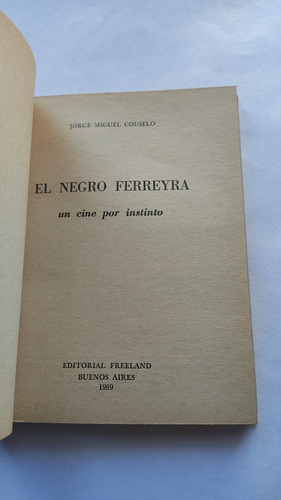 JORGE MIGUEL COUSELO
EL NEGRO FERREYRA
un cine por instinto
EDITORIAL FREELAND
BUENOS AIRES
1969